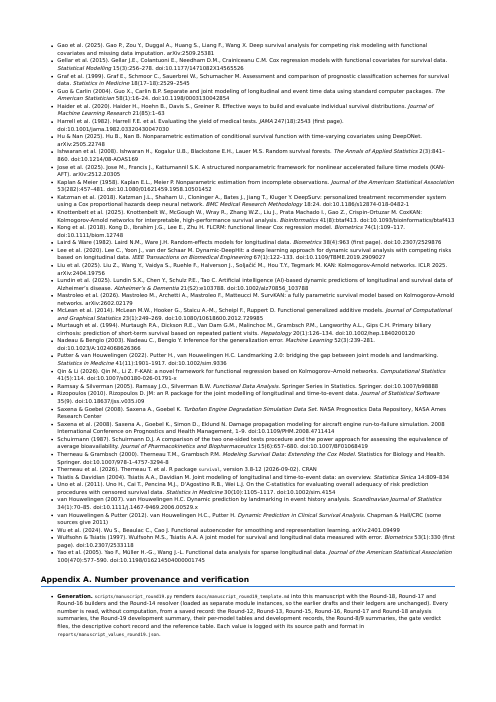 • Gao et al. (2025). Gao P., Zou Y., Duggal A., Huang S., Liang F., Wang X. Deep survival analysis for competing risk modeling with functional
covariates and missing data imputation. arXiv:2509.25381
• Gellar et al. (2015). Gellar J.E., Colantuoni E., Needham D.M., Crainiceanu C.M. Cox regression models with functional covariates for survival data.
Statistical Modelling 15(3):256-278. doi:10.1177/1471082X14565526
• Graf et al. (1999). Graf E., Schmoor C., Sauerbrei W., Schumacher M. Assessment and comparison of prognostic classification schemes for survival
data. Statistics in Medicine 18(17-18):2529-2545
• Guo & Carlin (2004). Guo X., Carlin B.P. Separate and joint modeling of longitudinal and event time data using standard computer packages. The
American Statistician 58(1):16-24. doi:10.1198/0003130042854
• Haider et al. (2020). Haider H., Hoehn B., Davis S., Greiner R. Effective ways to build and evaluate individual survival distributions. Journal of
Machine Learning Research 21(85):1-63
• Harrell et al. (1982). Harrell F.E. et al. Evaluating the yield of medical tests. JAMA 247(18):2543 (first page).
doi:10.1001/jama.1982.03320430047030
• Hu & Nan (2025). Hu B., Nan B. Nonparametric estimation of conditional survival function with time-varying covariates using DeepONet.
arXiv:2505.22748
• Ishwaran et al. (2008). Ishwaran H., Kogalur U.B., Blackstone E.H., Lauer M.S. Random survival forests. The Annals of Applied Statistics 2(3):841–
860. doi:10.1214/08-AOAS169
• Jose et al. (2025). Jose M., Francis J., Kattumannil S.K. A structured nonparametric framework for nonlinear accelerated failure time models (KAN-
AFT). arXiv:2512.20305
• Kaplan & Meier (1958). Kaplan E.L., Meier P. Nonparametric estimation from incomplete observations. Journal of the American Statistical Association
53(282):457-481. doi:10.1080/01621459.1958.10501452
• Katzman et al. (2018). Katzman J.L., Shaham U., Cloninger A., Bates J., Jiang T., Kluger Y. DeepSurv: personalized treatment recommender system
using a Cox proportional hazards deep neural network. BMC Medical Research Methodology 18:24. doi:10.1186/s12874-018-0482-1
• Knottenbelt et al. (2025). Knottenbelt W., McGough W., Wray R., Zhang W.Z., Liu J., Prata Machado I., Gao Z., Crispin-Ortuzar M. CoxKAN:
Kolmogorov-Arnold networks for interpretable, high-performance survival analysis. Bioinformatics 41(8):btaf413. doi:10.1093/bioinformatics/btaf413
• Kong et al. (2018). Kong D., Ibrahim J.G., Lee E., Zhu H. FLCRM: functional linear Cox regression model. Biometrics 74(1):109-117.
doi:10.1111/biom.12748
• Laird & Ware (1982). Laird N.M., Ware J.H. Random-effects models for longitudinal data. Biometrics 38(4):963 (first page). doi:10.2307/2529876
• Lee et al. (2020). Lee C., Yoon J., van der Schaar M. Dynamic-DeepHit: a deep learning approach for dynamic survival analysis with competing risks
based on longitudinal data. IEEE Transactions on Biomedical Engineering 67(1):122-133. doi:10.1109/TBME.2019.2909027
• Liu et al. (2025). Liu Z., Wang Y., Vaidya S., Ruehle F., Halverson J., Soljačić M., Hou T.Y., Tegmark M. KAN: Kolmogorov-Arnold networks. ICLR 2025.
arXiv:2404.19756
• Lundin et al. (2025). Lundin S.K., Chen Y., Schulz P.E., Tao C. Artificial intelligence (AI)-based dynamic predictions of longitudinal and survival data of
Alzheimer's disease. Alzheimer's & Dementia 21(S2):e103788. doi:10.1002/alz70856_103788
• Mastroleo et al. (2026). Mastroleo M., Archetti A., Mastroleo F., Matteucci M. SurvKAN: a fully parametric survival model based on Kolmogorov-Arnold
networks. arXiv:2602.02179
• McLean et al. (2014). McLean M.W., Hooker G., Staicu A.-M., Scheipl F., Ruppert D. Functional generalized additive models. Journal of Computational
and Graphical Statistics 23(1):249-269. doi:10.1080/10618600.2012.729985
• Murtaugh et al. (1994). Murtaugh P.A., Dickson E.R., Van Dam G.M., Malinchoc M., Grambsch P.M., Langworthy A.L., Gips C.H. Primary biliary
cirrhosis: prediction of short-term survival based on repeated patient visits. Hepatology 20(1):126-134. doi:10.1002/hep.1840200120
• Nadeau & Bengio (2003). Nadeau C., Bengio Y. Inference for the generalization error. Machine Learning 52(3):239-281.
doi:10.1023/A:1024068626366
• Putter & van Houwelingen (2022). Putter H., van Houwelingen H.C. Landmarking 2.0: bridging the gap between joint models and landmarking.
Statistics in Medicine 41(11):1901-1917. doi:10.1002/sim.9336
• Qin & Li (2026). Qin M., Li Z. F-KAN: a novel framework for functional regression based on Kolmogorov-Arnold networks. Computational Statistics
41(5):114. doi:10.1007/s00180-026-01791-s
• Ramsay & Silverman (2005). Ramsay J.O., Silverman B.W. Functional Data Analysis. Springer Series in Statistics. Springer. doi:10.1007/b98888
• Rizopoulos (2010). Rizopoulos D. JM: an R package for the joint modelling of longitudinal and time-to-event data. Journal of Statistical Software
35(9). doi:10.18637/jss.v035.i09
• Saxena & Goebel (2008). Saxena A., Goebel K. Turbofan Engine Degradation Simulation Data Set. NASA Prognostics Data Repository, NASA Ames
Research Center
• Saxena et al. (2008). Saxena A., Goebel K., Simon D., Eklund N. Damage propagation modeling for aircraft engine run-to-failure simulation. 2008
International Conference on Prognostics and Health Management, 1–9. doi:10.1109/PHM.2008.4711414
• Schuirmann (1987). Schuirmann D.J. A comparison of the two one-sided tests procedure and the power approach for assessing the equivalence of
average bioavailability. Journal of Pharmacokinetics and Biopharmaceutics 15(6):657-680. doi:10.1007/BF01068419
• Therneau & Grambsch (2000). Therneau T.M., Grambsch P.M. Modeling Survival Data: Extending the Cox Model. Statistics for Biology and Health.
Springer. doi:10.1007/978-1-4757-3294-8
• Therneau et al. (2026). Therneau T. et al. R package survival, version 3.8-12 (2026-09-02). CRAN
• Tsiatis & Davidian (2004). Tsiatis A.A., Davidian M. Joint modeling of longitudinal and time-to-event data: an overview. Statistica Sinica 14:809-834
• Uno et al. (2011). Uno H., Cai T., Pencina M.J., D'Agostino R.B., Wei L.J. On the C-statistics for evaluating overall adequacy of risk prediction
procedures with censored survival data. Statistics in Medicine 30(10):1105-1117. doi:10.1002/sim.4154
• van Houwelingen (2007). van Houwelingen H.C. Dynamic prediction by landmarking in event history analysis. Scandinavian Journal of Statistics
34(1):70-85. doi:10.1111/j.1467-9469.2006.00529.x
• van Houwelingen & Putter (2012). van Houwelingen H.C., Putter H. Dynamic Prediction in Clinical Survival Analysis. Chapman & Hall/CRC (some
sources give 2011)
• Wu et al. (2024). Wu S., Beaulac C., Cao J. Functional autoencoder for smoothing and representation learning. arXiv:2401.09499
• Wulfsohn & Tsiatis (1997). Wulfsohn M.S., Tsiatis A.A. A joint model for survival and longitudinal data measured with error. Biometrics 53(1):330 (first
page). doi:10.2307/2533118
• Yao et al. (2005). Yao F., Müller H.-G., Wang J.-L. Functional data analysis for sparse longitudinal data. Journal of the American Statistical Association
100(470):577-590. doi:10.1198/016214504000001745
Appendix A. Number provenance and verification
• Generation. scripts/manuscript_round19.py renders docs/manuscript_round19_template.md into this manuscript with the Round-18, Round-17 and
Round-16 builders and the Round-14 resolver (loaded as separate instances, so the earlier drafts and their ledgers are unchanged). Every
number is read, without computation, from a saved record: the Round-12, Round-13, Round-15, Round-16, Round-17 and Round-18 analysis
summaries, the Round-19 development summary, their per-model tables and development records, the Round-8/9 summaries, the gate verdict
files, the descriptive cohort record and the reference table. Each value is logged with its source path and format in
reports/manuscript_values_round19.json.